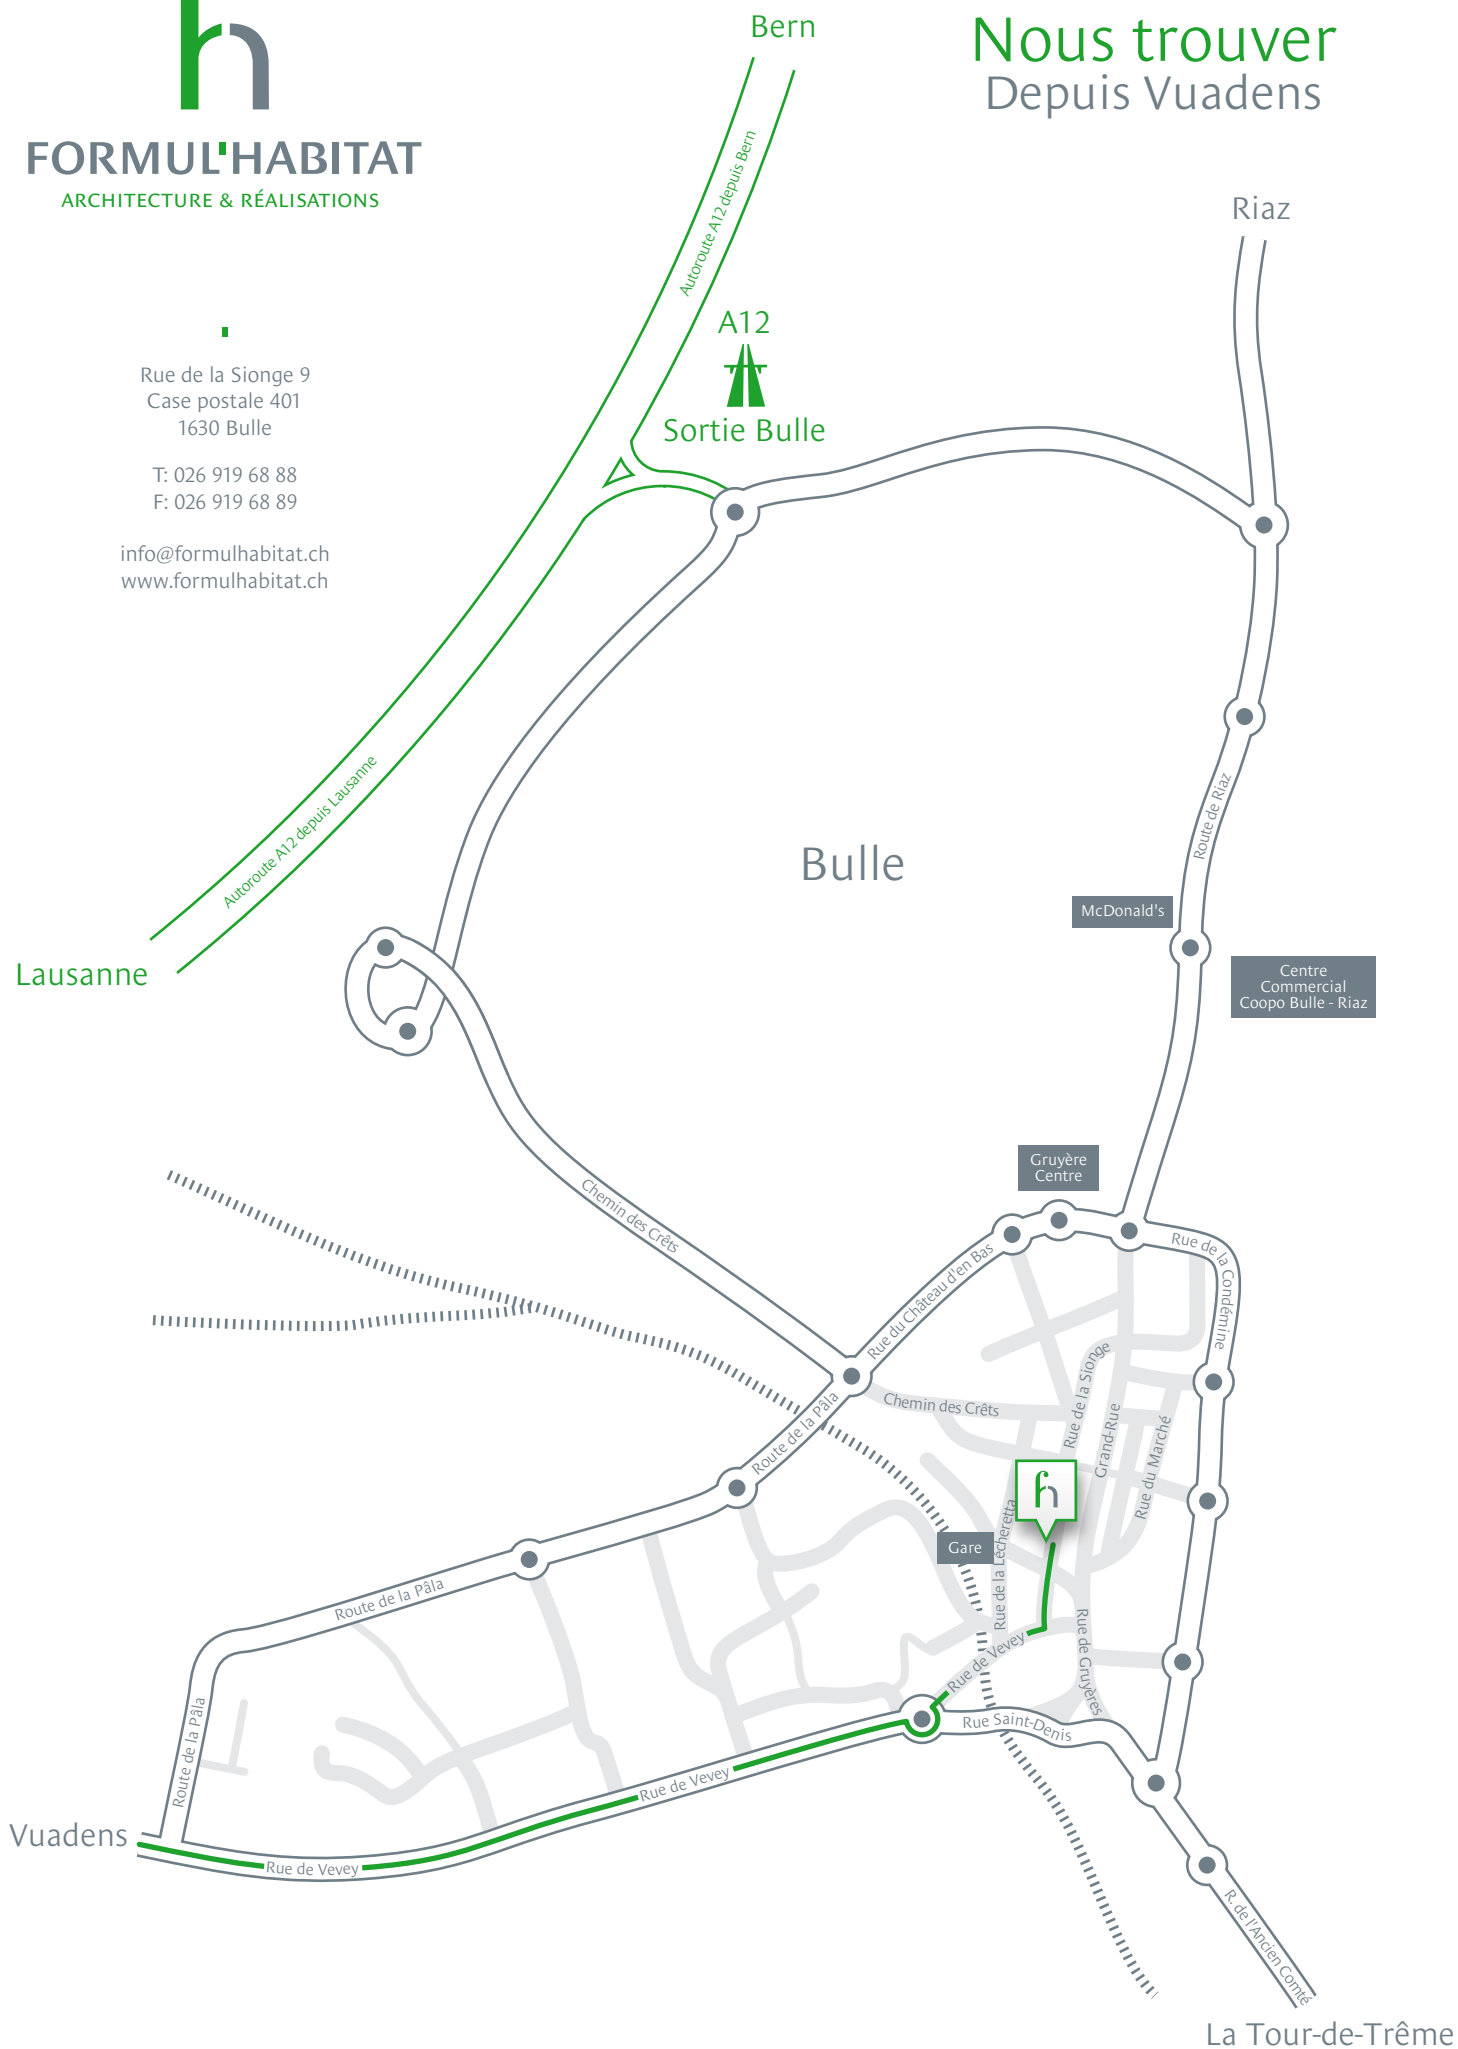 Bern
Nous trouver
Depuis Vuadens
FORMUL'HABITAT
ARCHITECTURE & RÉALISATIONS
Autoroute A12 depuis Bern
Riaz
A12
Sortie Bulle
Rue de la Sionge 9
Case postale 401
1630 Bulle
T: 026 919 68 88
F: 026 919 68 89
info@formulhabitat.ch
www.formulhabitat.ch
Autoroute A12 depuis Lausanne
Lausanne
Bulle
Route de Riaz
McDonald's
Centre
Commercial
Coopo Bulle - Riaz
Gruyère
Centre
Chemin des Crêts
Rue du Château d'en Bas
Rue de la Condémine
Chemin des Crêts
Rue de la Sionge
Grand-Rue
Rue du Marché
Route de la Pâla
Gare
Rue de la Lécheretta
Route de la Pâla
Rue de Vevey
Rue de Gruyères
Route de la Pâla
Rue Saint-Denis
Rue de Vevey
Vuadens
Rue de Vevey
R. de l'Ancien Comté
La Tour-de-Trême